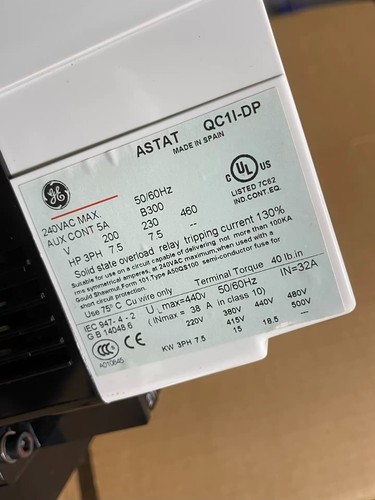 ASTAT QC1I-DP
MADE IN SPAIN
GE
240VAC MAX. 50/60Hz
AUX CONT 5A B300
V 200 230 460
HP 3PH 7.5 7.5 --
Solid state overload relay tripping current 130%
Suitable for use on a circuit capable of delivering not more than 100KA
rms symmetrical amperes, at 240VAC maximum,when used with a
Gould Shawmut,Form 101,Type A50QS100 semi-conductor fuse for
short circuit protection.
Use 75° C Cu wire only Terminal Torque 40 lb.in
C UL US
LISTED 7C62
IND.CONT.EQ.
IEC 947-4-2
GB 14048.6
U L max=440v 50/60Hz IN=32A
(INmax = 38 A in class 10)
220V 380V 415V 440V 480V 500V
KW 3PH 7.5 15 18.5 ---
CCC CE
A010645